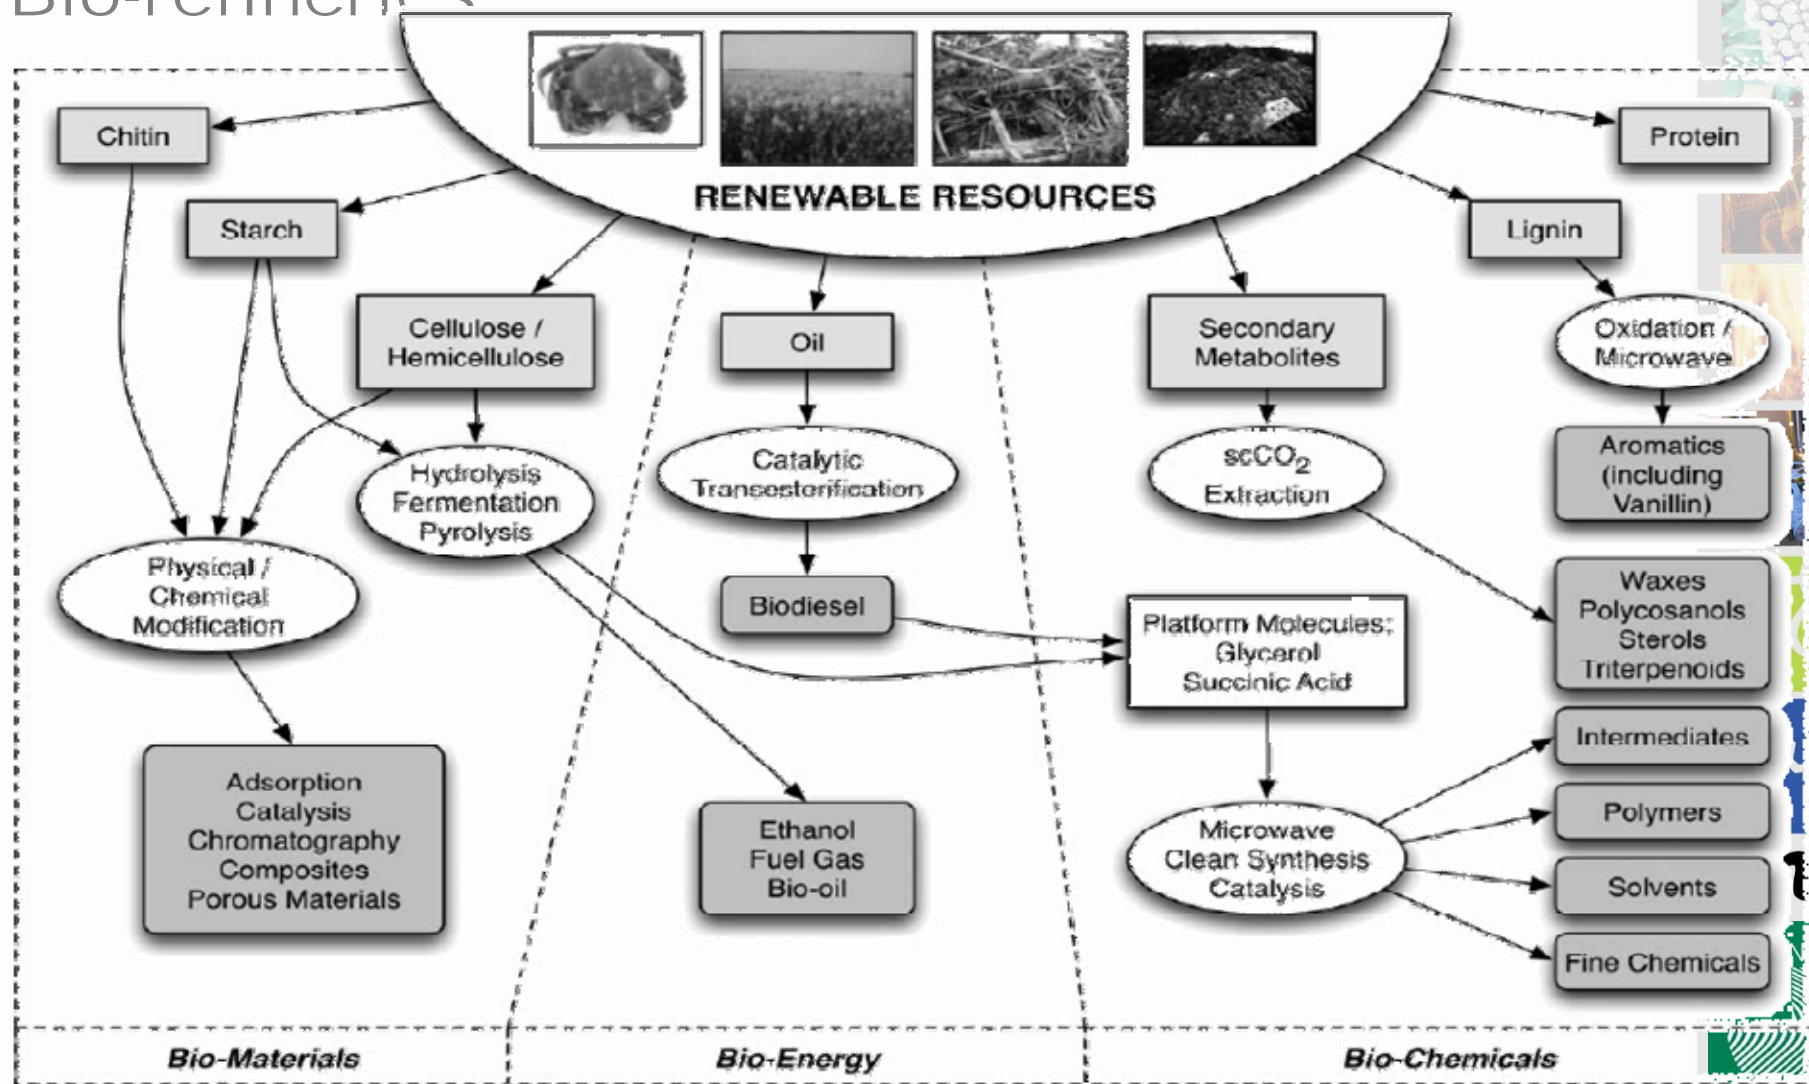 RENEWABLE RESOURCES
Chitin
Protein
Starch
Lignin
Cellulose /
Hemicellulose
Oil
Secondary
Metabolites
Oxidation /
Microwave
Hydrolysis
Fermentation
Pyrolysis
Catalytic
Transesterification
scCO2
Extraction
Aromatics
(including
Vanillin)
Physical /
Chemical
Modification
Biodiesel
Platform Molecules:
Glycerol
Succinic Acid
Waxes
Polycosanols
Sterols
Triterpenoids
Intermediates
Adsorption
Catalysis
Chromatography
Composites
Porous Materials
Ethanol
Fuel Gas
Bio-oil
Microwave
Clean Synthesis
Catalysis
Polymers
Solvents
Fine Chemicals
Bio-Materials
Bio-Energy
Bio-Chemicals